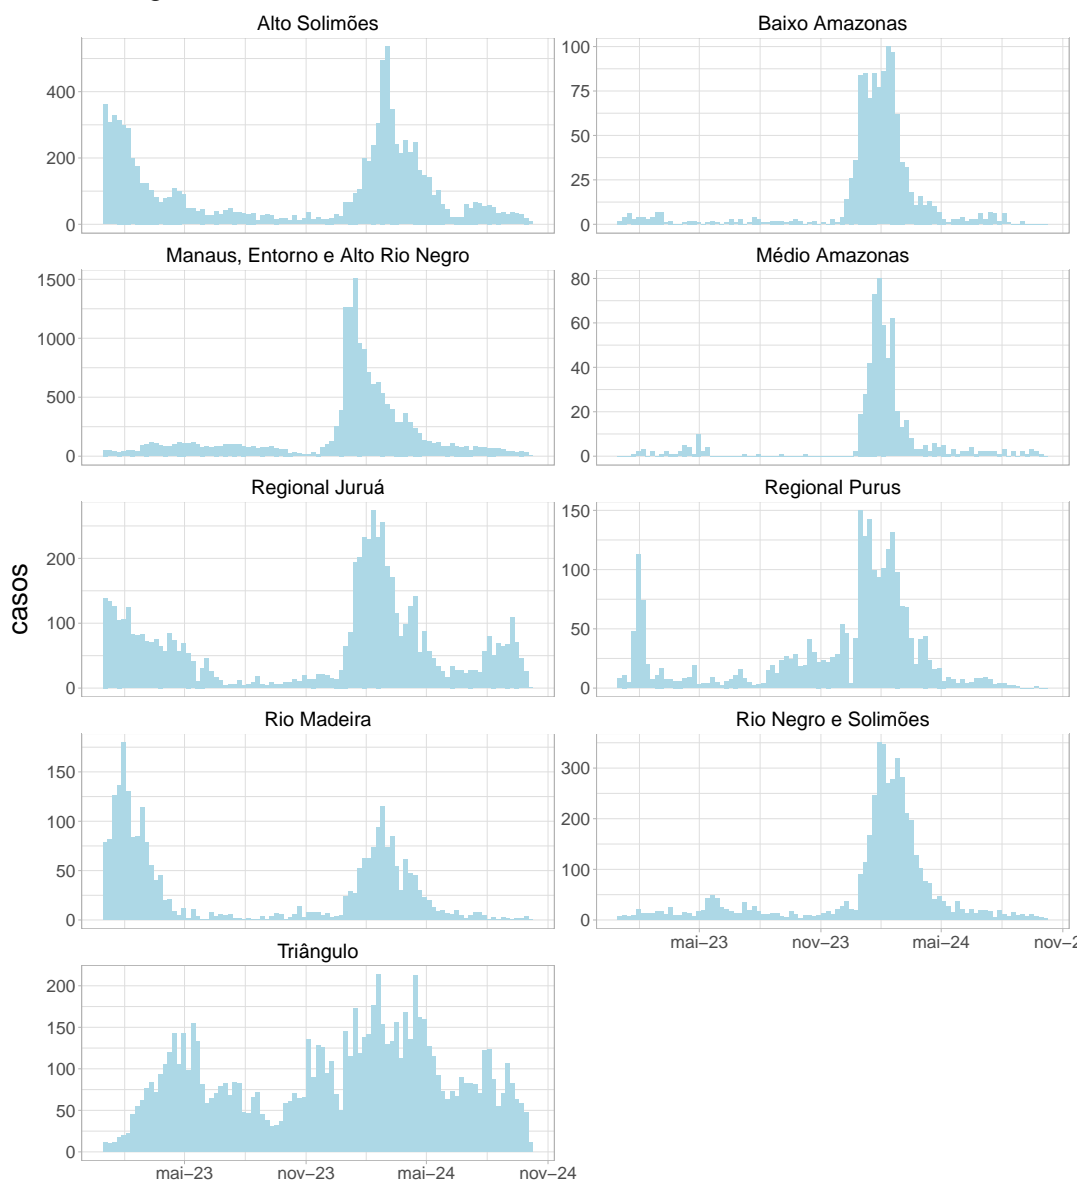 Alto Solimões
Baixo Amazonas
400
200
0
100
75
50
25
0
Manaus, Entorno e Alto Rio Negro
Médio Amazonas
1500
1000
500
0
80
60
40
20
0
Regional Juruá
Regional Purus
200
100
0
150
100
50
0
casos
Rio Madeira
Rio Negro e Solimões
150
100
50
0
300
200
100
0
mai–23
nov–23
mai–24
Triângulo
200
150
100
50
0
mai–23
nov–23
mai–24
nov–24